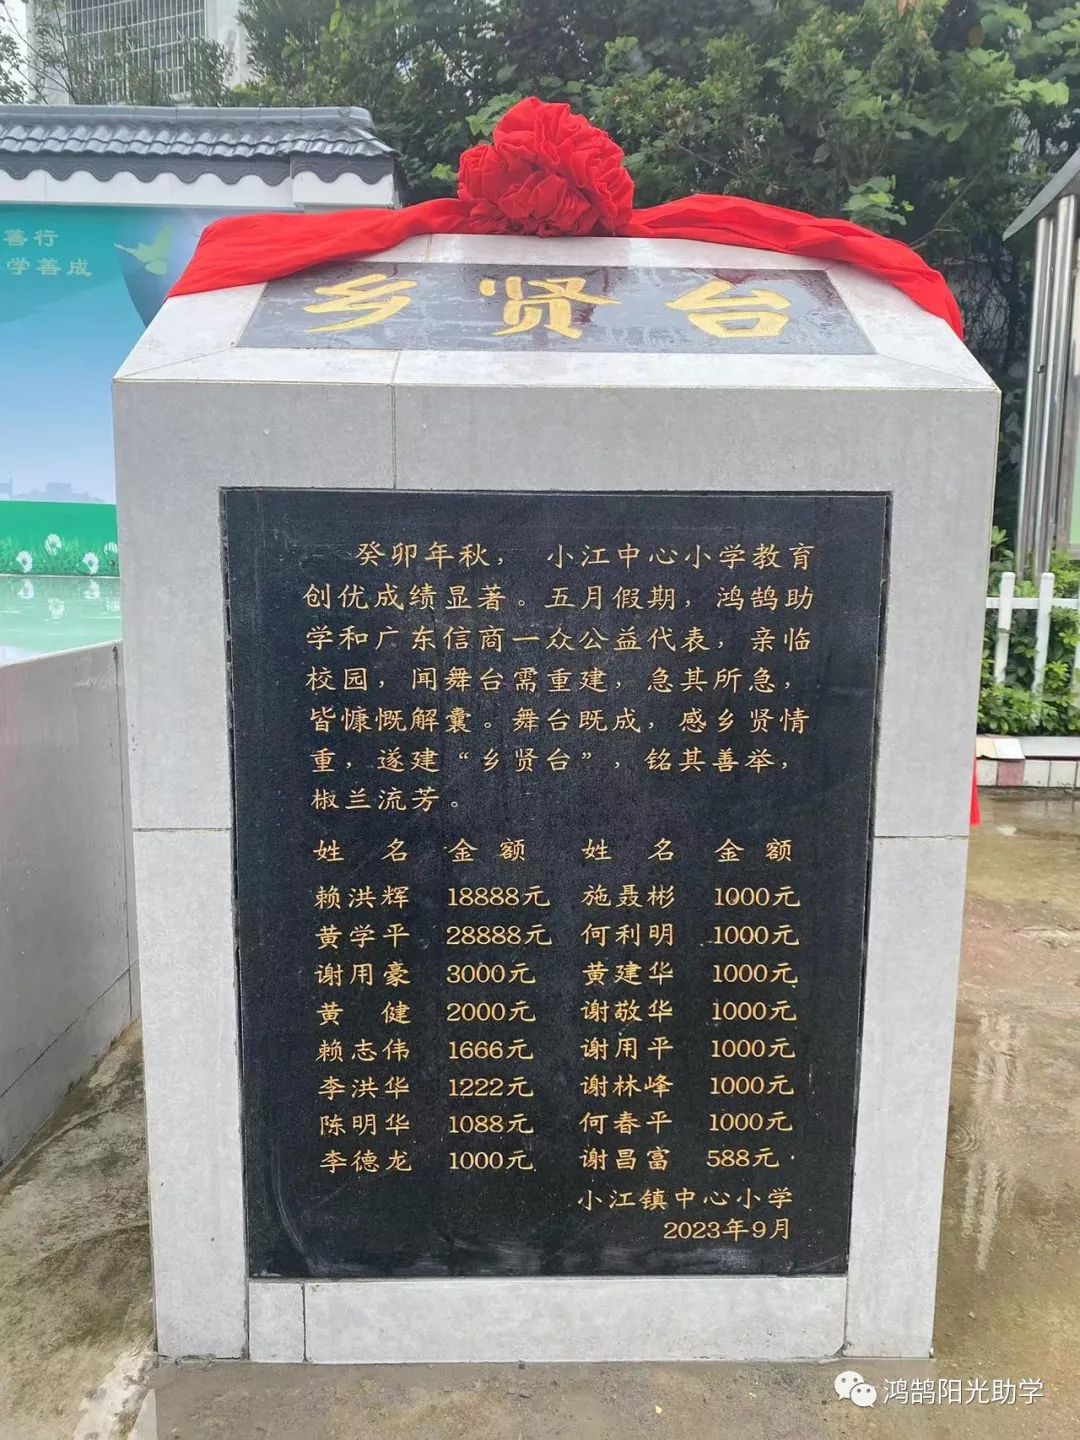 善行
学善成
乡贤台
癸卯年秋， 小江中心小学教育
创优成绩显著。五月假期，鸿鹄助
学和广东信商一众公益代表，亲临
校园，闻舞台需重建，急其所急，
皆慷慨解囊。舞台既成，感乡贤情
重，遂建“乡贤台”，铭其善举，
椒兰流芳。
姓 名 金 额 姓 名 金 额
赖洪辉 18888元 施聂彬 1000元
黄学平 28888元 何利明 1000元
谢用豪 3000元 黄建华 1000元
黄 健 2000元 谢敬华 1000元
赖志伟 1666元 谢用平 1000元
李洪华 1222元 谢林峰 1000元
陈明华 1088元 何春平 1000元
李德龙 1000元 谢昌富 588元
小江镇中心小学
2023年9月
鸿鹄阳光助学